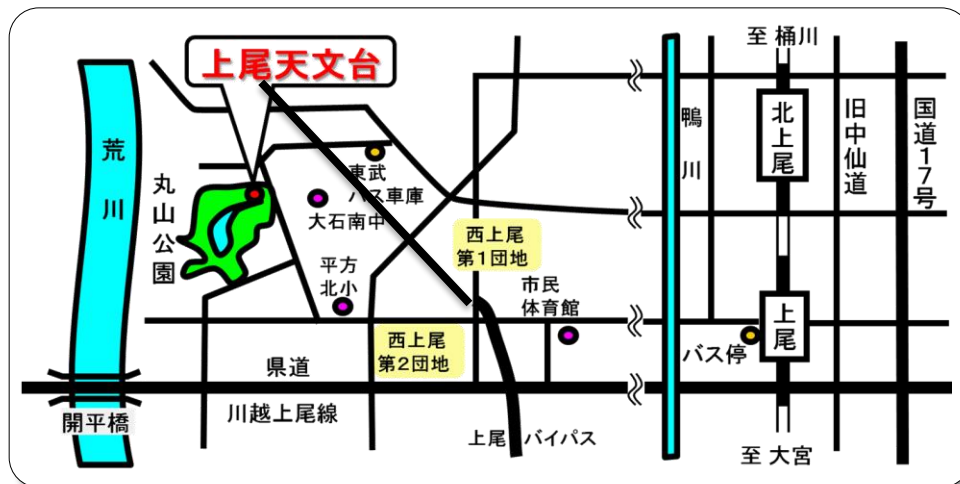 至 桶川
上尾天文台
荒川
丸山公園
東武
バス車庫
大石南中
平方
北小
西上尾
第1団地
西上尾
第2団地
市民
体育館
鴨川
北上尾
旧中仙道
国道17号
上尾
バス停
県道
川越上尾線
開平橋
上尾 バイパス
至 大宮